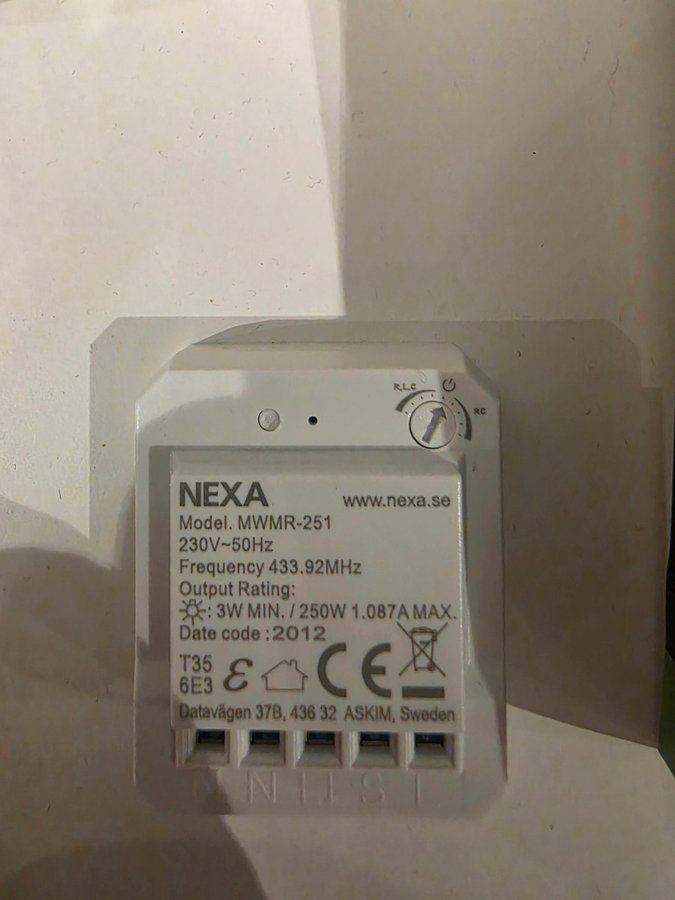 R,L,C
RC
NEXA www.nexa.se
Model. MWMR-251
230V~50Hz
Frequency 433.92MHz
Output Rating:
: 3W MIN. / 250W 1.087A MAX.
Date code : 2012
T35
6E3
CE
Datavägen 37B, 436 32 ASKIM, Sweden